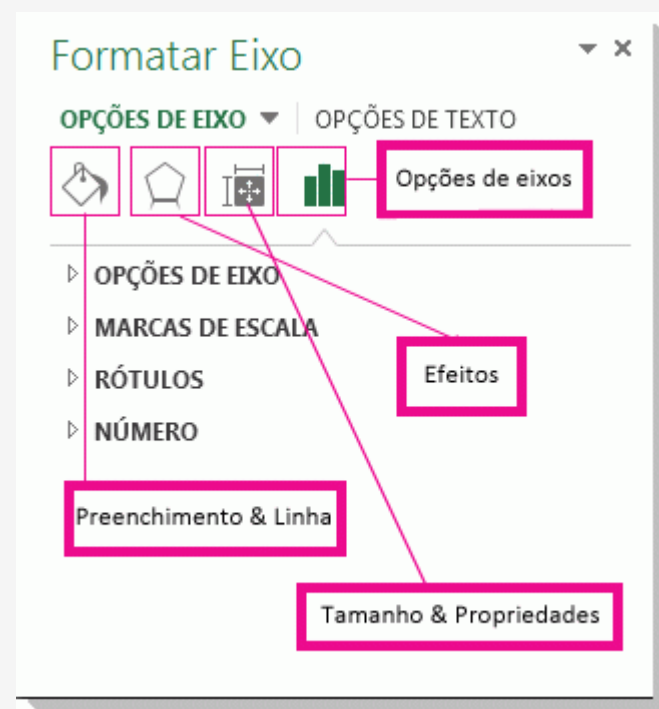 Formatar Eixo
OPÇÕES DE EIXO
OPÇÕES DE TEXTO
Opções de eixos
OPÇÕES DE EIXO
MARCAS DE ESCALA
RÓTULOS
Efeitos
NÚMERO
Preenchimento & Linha
Tamanho & Propriedades